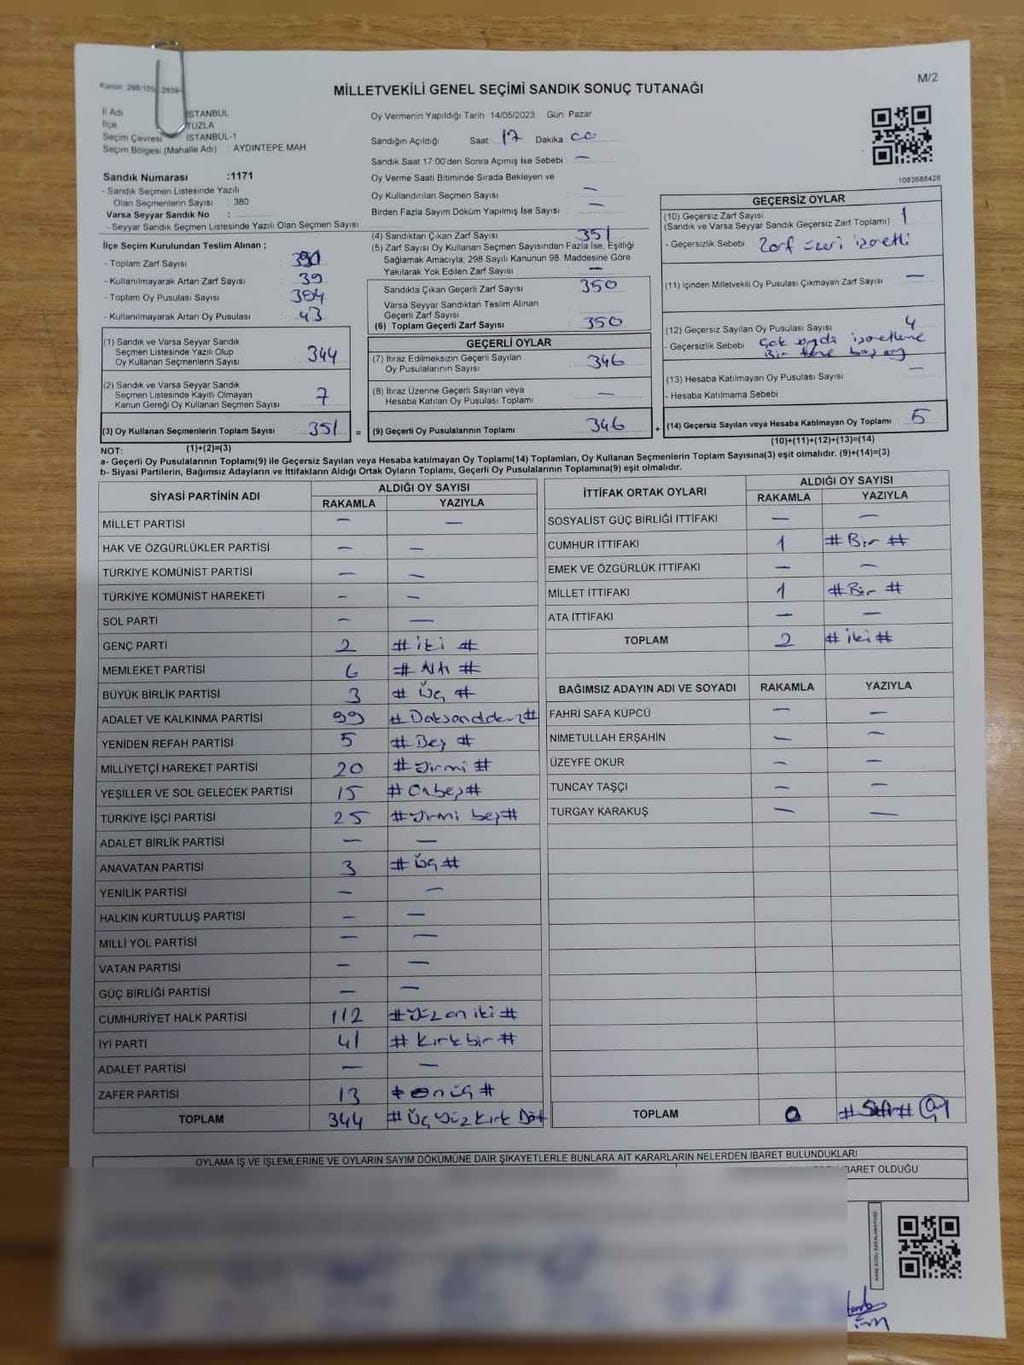 M/2
MİLLETVEKİLİ GENEL SEÇİMİ SANDIK SONUÇ TUTANAĞI
İl Adı İSTANBUL
İlçe TUZLA
Seçim Çevresi İSTANBUL-1
Seçim Bölgesi (Mahalle Adı) : AYDINTEPE MAH
Sandık Numarası :1171
- Sandık Seçmen Listesinde Yazılı
Olan Seçmenlerin Sayısı : 380
Varsa Seyyar Sandık No :
- Seyyar Sandık Seçmen Listesinde Yazılı Olan Seçmen Sayısı
Oy Vermenin Yapıldığı Tarih 14/05/2023 Gün: Pazar
Sandığın Açıldığı Saat: 17 Dakika 00
Sandık Saat 17:00'den Sonra Açılmış İse Sebebi : —
Oy Verme Saati Bitiminde Sırada Bekleyen ve
Oy Kullandırılan Seçmen Sayısı : —
Birden Fazla Sayım Döküm Yapılmış İse Sayısı : —
1083688428
İlçe Seçim Kurulundan Teslim Alınan ;
- Toplam Zarf Sayısı :
- Kullanılmayarak Artan Zarf Sayısı : 39
- Toplam Oy Pusulası Sayısı : 394
- Kullanılmayarak Artan Oy Pusulası : 43
(1) Sandık ve Varsa Seyyar Sandık
Seçmen Listesinde Yazılı Olup
Oy Kullanan Seçmenlerin Sayısı 344
(2) Sandık ve Varsa Seyyar Sandık
Seçmen Listesinde Kayıtlı Olmayan
Kanun Gereği Oy Kullanan Seçmen Sayısı 7
(3) Oy Kullanan Seçmenlerin Toplam Sayısı 351
(1)+(2)=(3)
(4) Sandıktan Çıkan Zarf Sayısı : 351
(5) Zarf Sayısı Oy Kullanan Seçmen Sayısından Fazla İse, Eşitliği
Sağlamak Amacıyla, 298 Sayılı Kanunun 98. Maddesine Göre
Yakılarak Yok Edilen Zarf Sayısı : —
Sandıkta Çıkan Geçerli Zarf Sayısı : 350
Varsa Seyyar Sandıktan Teslim Alınan
Geçerli Zarf Sayısı :
(6) Toplam Geçerli Zarf Sayısı : 350
GEÇERLİ OYLAR
(7) İtiraz Edilmeksizin Geçerli Sayılan
Oy Pusulalarının Sayısı : 346
(8) İtiraz Üzerine Geçerli Sayılan veya
Hesaba Katılan Oy Pusulası Toplamı : —
= (9) Geçerli Oy Pusulalarının Toplamı 346
GEÇERSİZ OYLAR
(10) Geçersiz Zarf Sayısı : 1
(Sandık ve Varsa Seyyar Sandık Geçersiz Zarf Toplamı)
- Geçersizlik Sebebi : Zarf üzeri işaretli
(11) İçinden Milletvekili Oy Pusulası Çıkmayan Zarf Sayısı : —
(12) Geçersiz Sayılan Oy Pusulası Sayısı : 4
- Geçersizlik Sebebi : işaretleme
Bir tane boş oy
(13) Hesaba Katılmayan Oy Pusulası Sayısı : —
- Hesaba Katılmama Sebebi :
+ (14) Geçersiz Sayılan veya Hesaba Katılmayan Oy Toplamı : 5
(10)+(11)+(12)+(13)=(14)
NOT:
a- Geçerli Oy Pusulalarının Toplamı(9) ile Geçersiz Sayılan veya Hesaba katılmayan Oy Toplamı(14) Toplamları, Oy Kullanan Seçmenlerin Toplam Sayısına(3) eşit olmalıdır. (9)+(14)=(3)
b- Siyasi Partilerin, Bağımsız Adayların ve İttifakların Aldığı Ortak Oyların Toplamı, Geçerli Oy Pusulalarının Toplamına(9) eşit olmalıdır.
SİYASİ PARTİNİN ADI ALDIĞI OY SAYISI
RAKAMLA YAZIYLA
MİLLET PARTİSİ — —
HAK VE ÖZGÜRLÜKLER PARTİSİ — —
TÜRKİYE KOMÜNİST PARTİSİ — —
TÜRKİYE KOMÜNİST HAREKETİ — —
SOL PARTİ — —
GENÇ PARTİ 2 # iki #
MEMLEKET PARTİSİ 6 # Altı #
BÜYÜK BİRLİK PARTİSİ 3 # Üç #
ADALET VE KALKINMA PARTİSİ 99 # Doksandokuz #
YENİDEN REFAH PARTİSİ 5 # Beş #
MİLLİYETÇİ HAREKET PARTİSİ 20 # Yirmi #
YEŞİLLER VE SOL GELECEK PARTİSİ 15 # Onbeş #
TÜRKİYE İŞÇİ PARTİSİ 25 # Yirmi beş #
ADALET BİRLİK PARTİSİ — —
ANAVATAN PARTİSİ 3 # Üç #
YENİLİK PARTİSİ — —
HALKIN KURTULUŞ PARTİSİ — —
MİLLİ YOL PARTİSİ — —
VATAN PARTİSİ — —
GÜÇ BİRLİĞİ PARTİSİ — —
CUMHURİYET HALK PARTİSİ 112 # Yüz on iki #
İYİ PARTİ 41 # Kırk bir #
ADALET PARTİSİ — —
ZAFER PARTİSİ 13 # onüç #
TOPLAM 344 # Üç Yüz Kırk Dört
İTTİFAK ORTAK OYLARI ALDIĞI OY SAYISI
RAKAMLA YAZIYLA
SOSYALİST GÜÇ BİRLİĞİ İTTİFAKI — —
CUMHUR İTTİFAKI 1 # Bir #
EMEK VE ÖZGÜRLÜK İTTİFAKI — —
MİLLET İTTİFAKI 1 # Bir #
ATA İTTİFAKI — —
TOPLAM 2 # iki #
BAĞIMSIZ ADAYIN ADI VE SOYADI RAKAMLA YAZIYLA
FAHRİ SAFA KÜPCÜ — —
NİMETULLAH ERŞAHİN — —
ÜZEYFE OKUR — —
TUNCAY TAŞÇI — —
TURGAY KARAKUŞ — —
TOPLAM 0 # Sıfır #
OYLAMA İŞ VE İŞLEMLERİNE VE OYLARIN SAYIM DÖKÜMÜNE DAİR ŞİKAYETLERLE BUNLARA AİT KARARLARIN NELERDEN İBARET BULUNDUKLARI
İBARET OLDUĞU